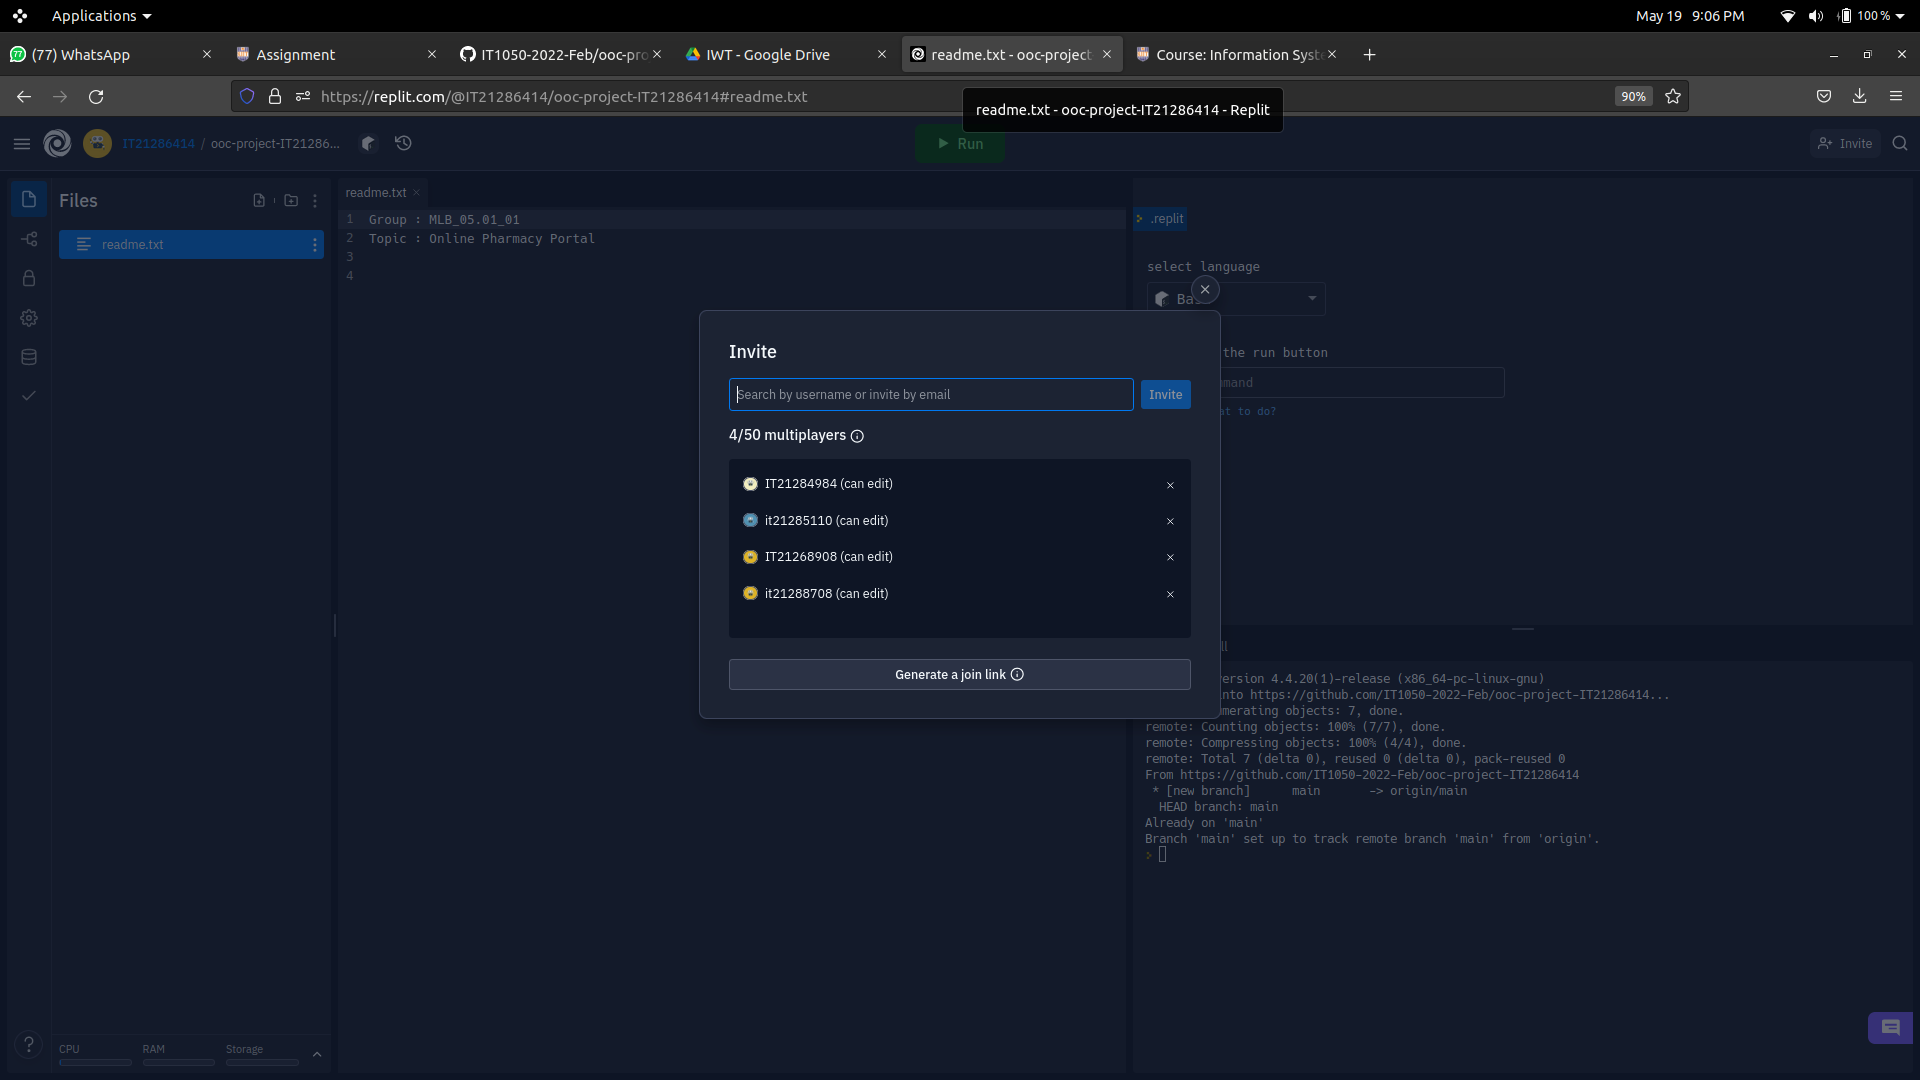 Applications
May 19 9:06 PM
100 %
(77) WhatsApp
Assignment
IT1050-2022-Feb/ooc-pro
IWT - Google Drive
readme.txt - ooc-project
Course: Information Syst
https://replit.com/@IT21286414/ooc-project-IT21286414#readme.txt
90%
readme.txt - ooc-project-IT21286414 - Replit
IT21286414 / ooc-project-IT21286...
Run
Invite
Files
readme.txt
readme.txt
1 Group : MLB_05.01_01
2 Topic : Online Pharmacy Portal
3
4
.replit
select language
the run button
at to do?
Invite
Search by username or invite by email
Invite
4/50 multiplayers
IT21284984 (can edit)
it21285110 (can edit)
IT21268908 (can edit)
it21288708 (can edit)
Generate a join link
ersion 4.4.20(1)-release (x86_64-pc-linux-gnu)
nto https://github.com/IT1050-2022-Feb/ooc-project-IT21286414...
merating objects: 7, done.
remote: Counting objects: 100% (7/7), done.
remote: Compressing objects: 100% (4/4), done.
remote: Total 7 (delta 0), reused 0 (delta 0), pack-reused 0
From https://github.com/IT1050-2022-Feb/ooc-project-IT21286414
* [new branch] main -> origin/main
HEAD branch: main
Already on 'main'
Branch 'main' set up to track remote branch 'main' from 'origin'.
>
CPU
RAM
Storage